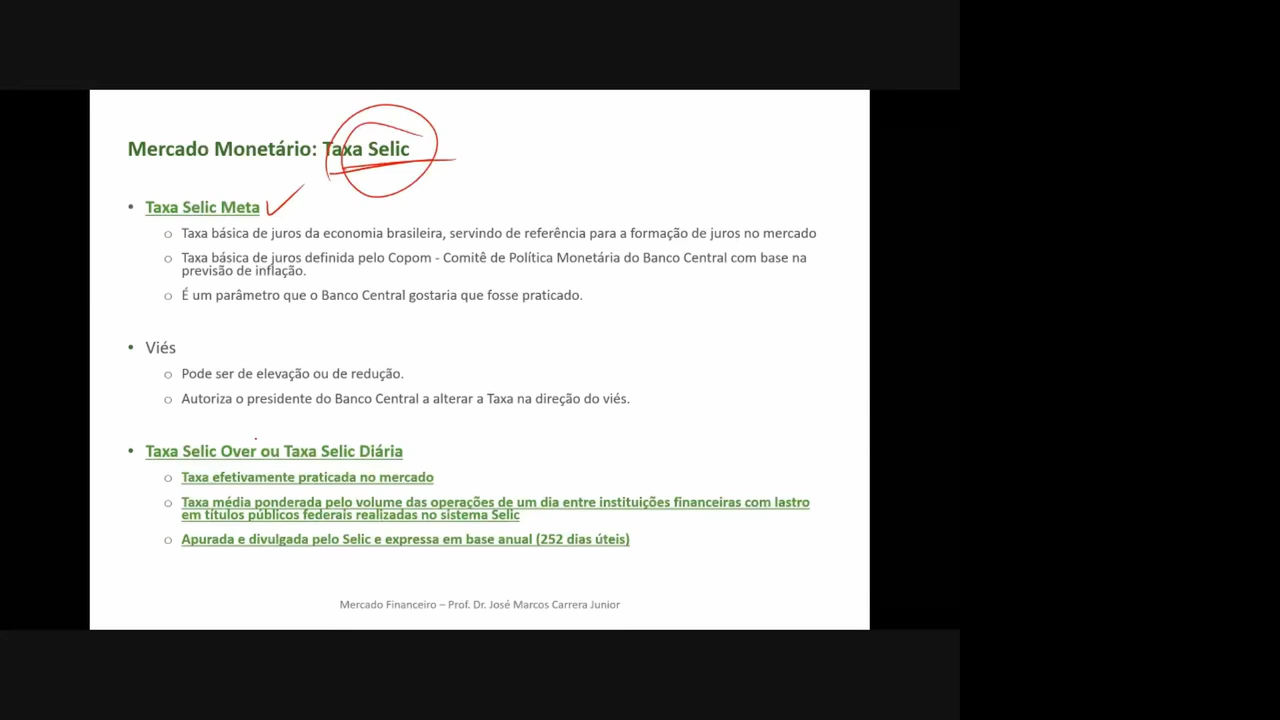 Mercado Monetário: Taxa Selic
• Taxa Selic Meta
o Taxa básica de juros da economia brasileira, servindo de referência para a formação de juros no mercado
o Taxa básica de juros definida pelo Copom - Comitê de Política Monetária do Banco Central com base na
previsão de inflação.
o É um parâmetro que o Banco Central gostaria que fosse praticado.
• Viés
o Pode ser de elevação ou de redução.
o Autoriza o presidente do Banco Central a alterar a Taxa na direção do viés.
• Taxa Selic Over ou Taxa Selic Diária
o Taxa efetivamente praticada no mercado
o Taxa média ponderada pelo volume das operações de um dia entre instituições financeiras com lastro
em títulos públicos federais realizadas no sistema Selic
o Apurada e divulgada pelo Selic e expressa em base anual (252 dias úteis)
Mercado Financeiro – Prof. Dr. José Marcos Carrera Junior